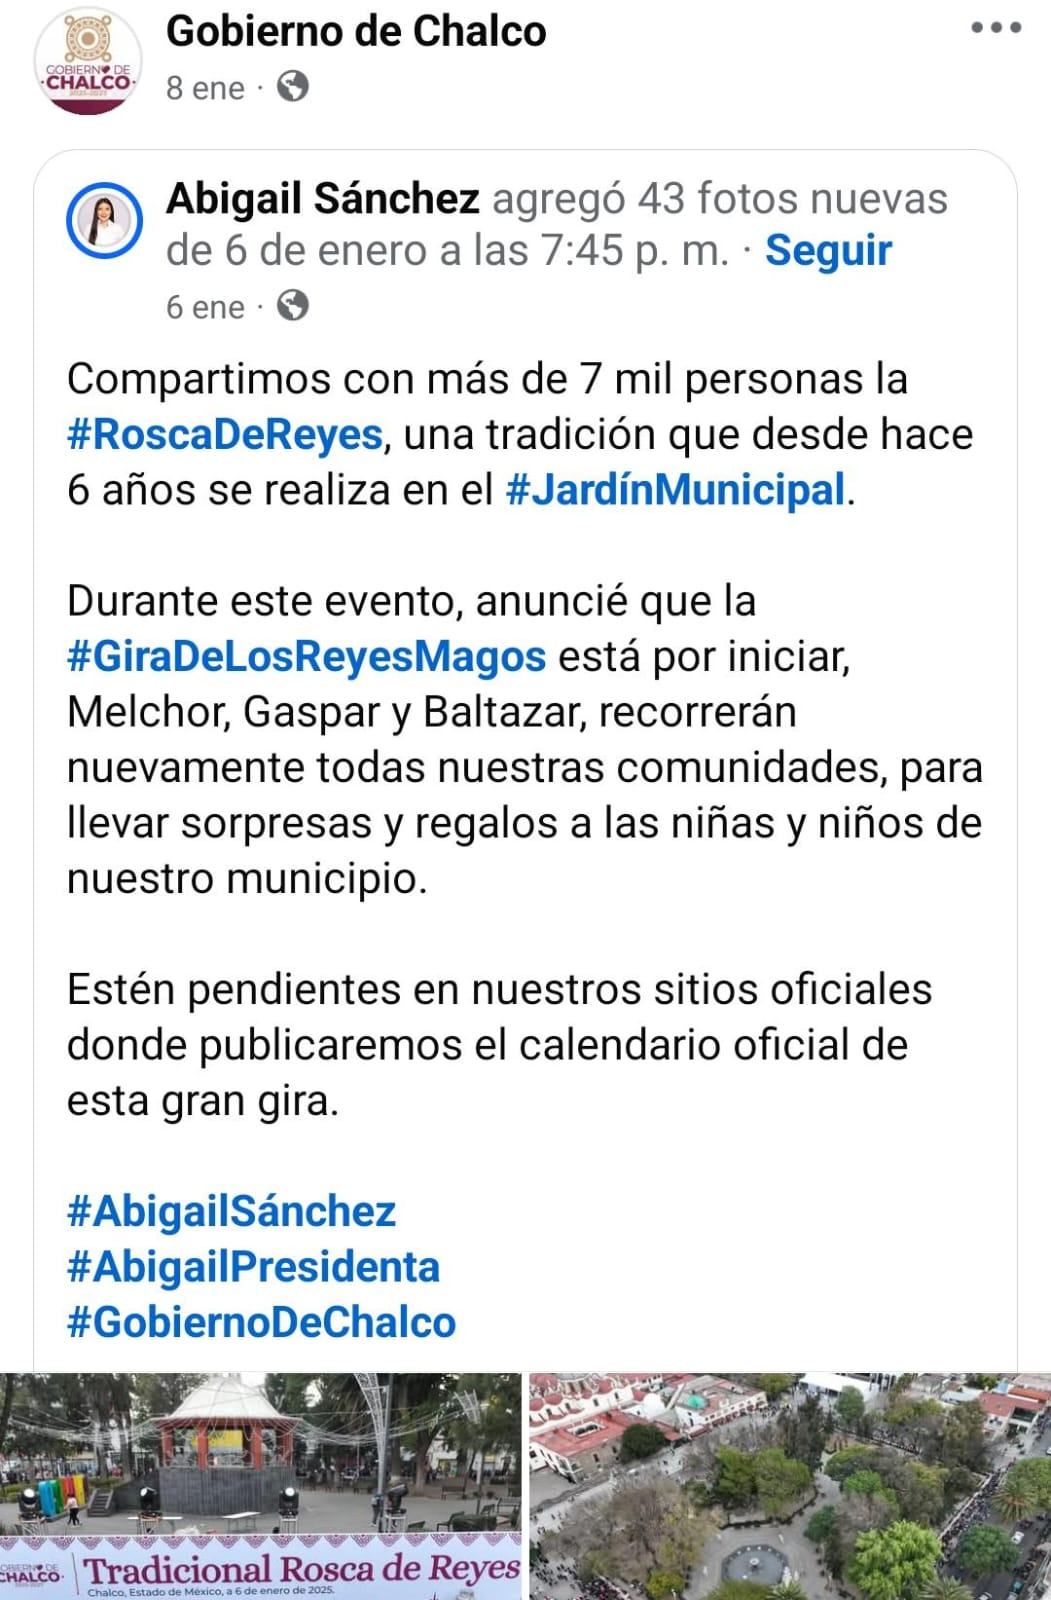 Gobierno de Chalco
GOBIERNO DE
CHALCO
8 ene ·
Abigail Sánchez agregó 43 fotos nuevas
de 6 de enero a las 7:45 p. m. · Seguir
6 ene ·
Compartimos con más de 7 mil personas la
#RoscaDeReyes, una tradición que desde hace
6 años se realiza en el #JardínMunicipal.
Durante este evento, anuncié que la
#GiraDeLosReyesMagos está por iniciar,
Melchor, Gaspar y Baltazar, recorrerán
nuevamente todas nuestras comunidades, para
llevar sorpresas y regalos a las niñas y niños de
nuestro municipio.
Estén pendientes en nuestros sitios oficiales
donde publicaremos el calendario oficial de
esta gran gira.
#AbigailSánchez
#AbigailPresidenta
#GobiernoDeChalco
CHALCO
Tradicional Rosca de Reyes
Chalco, Estado de México, a 6 de enero de 2025.